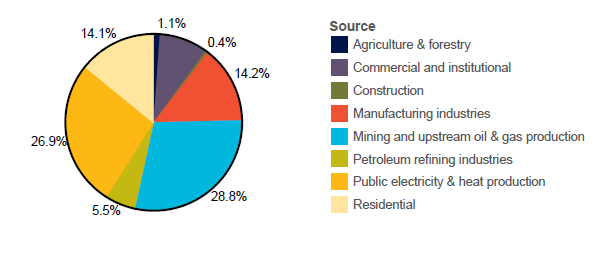 14.1%
1.1%
0.4%
14.2%
26.9%
28.8%
5.5%
Source
Agriculture & forestry
Commercial and institutional
Construction
Manufacturing industries
Mining and upstream oil & gas production
Petroleum refining industries
Public electricity & heat production
Residential